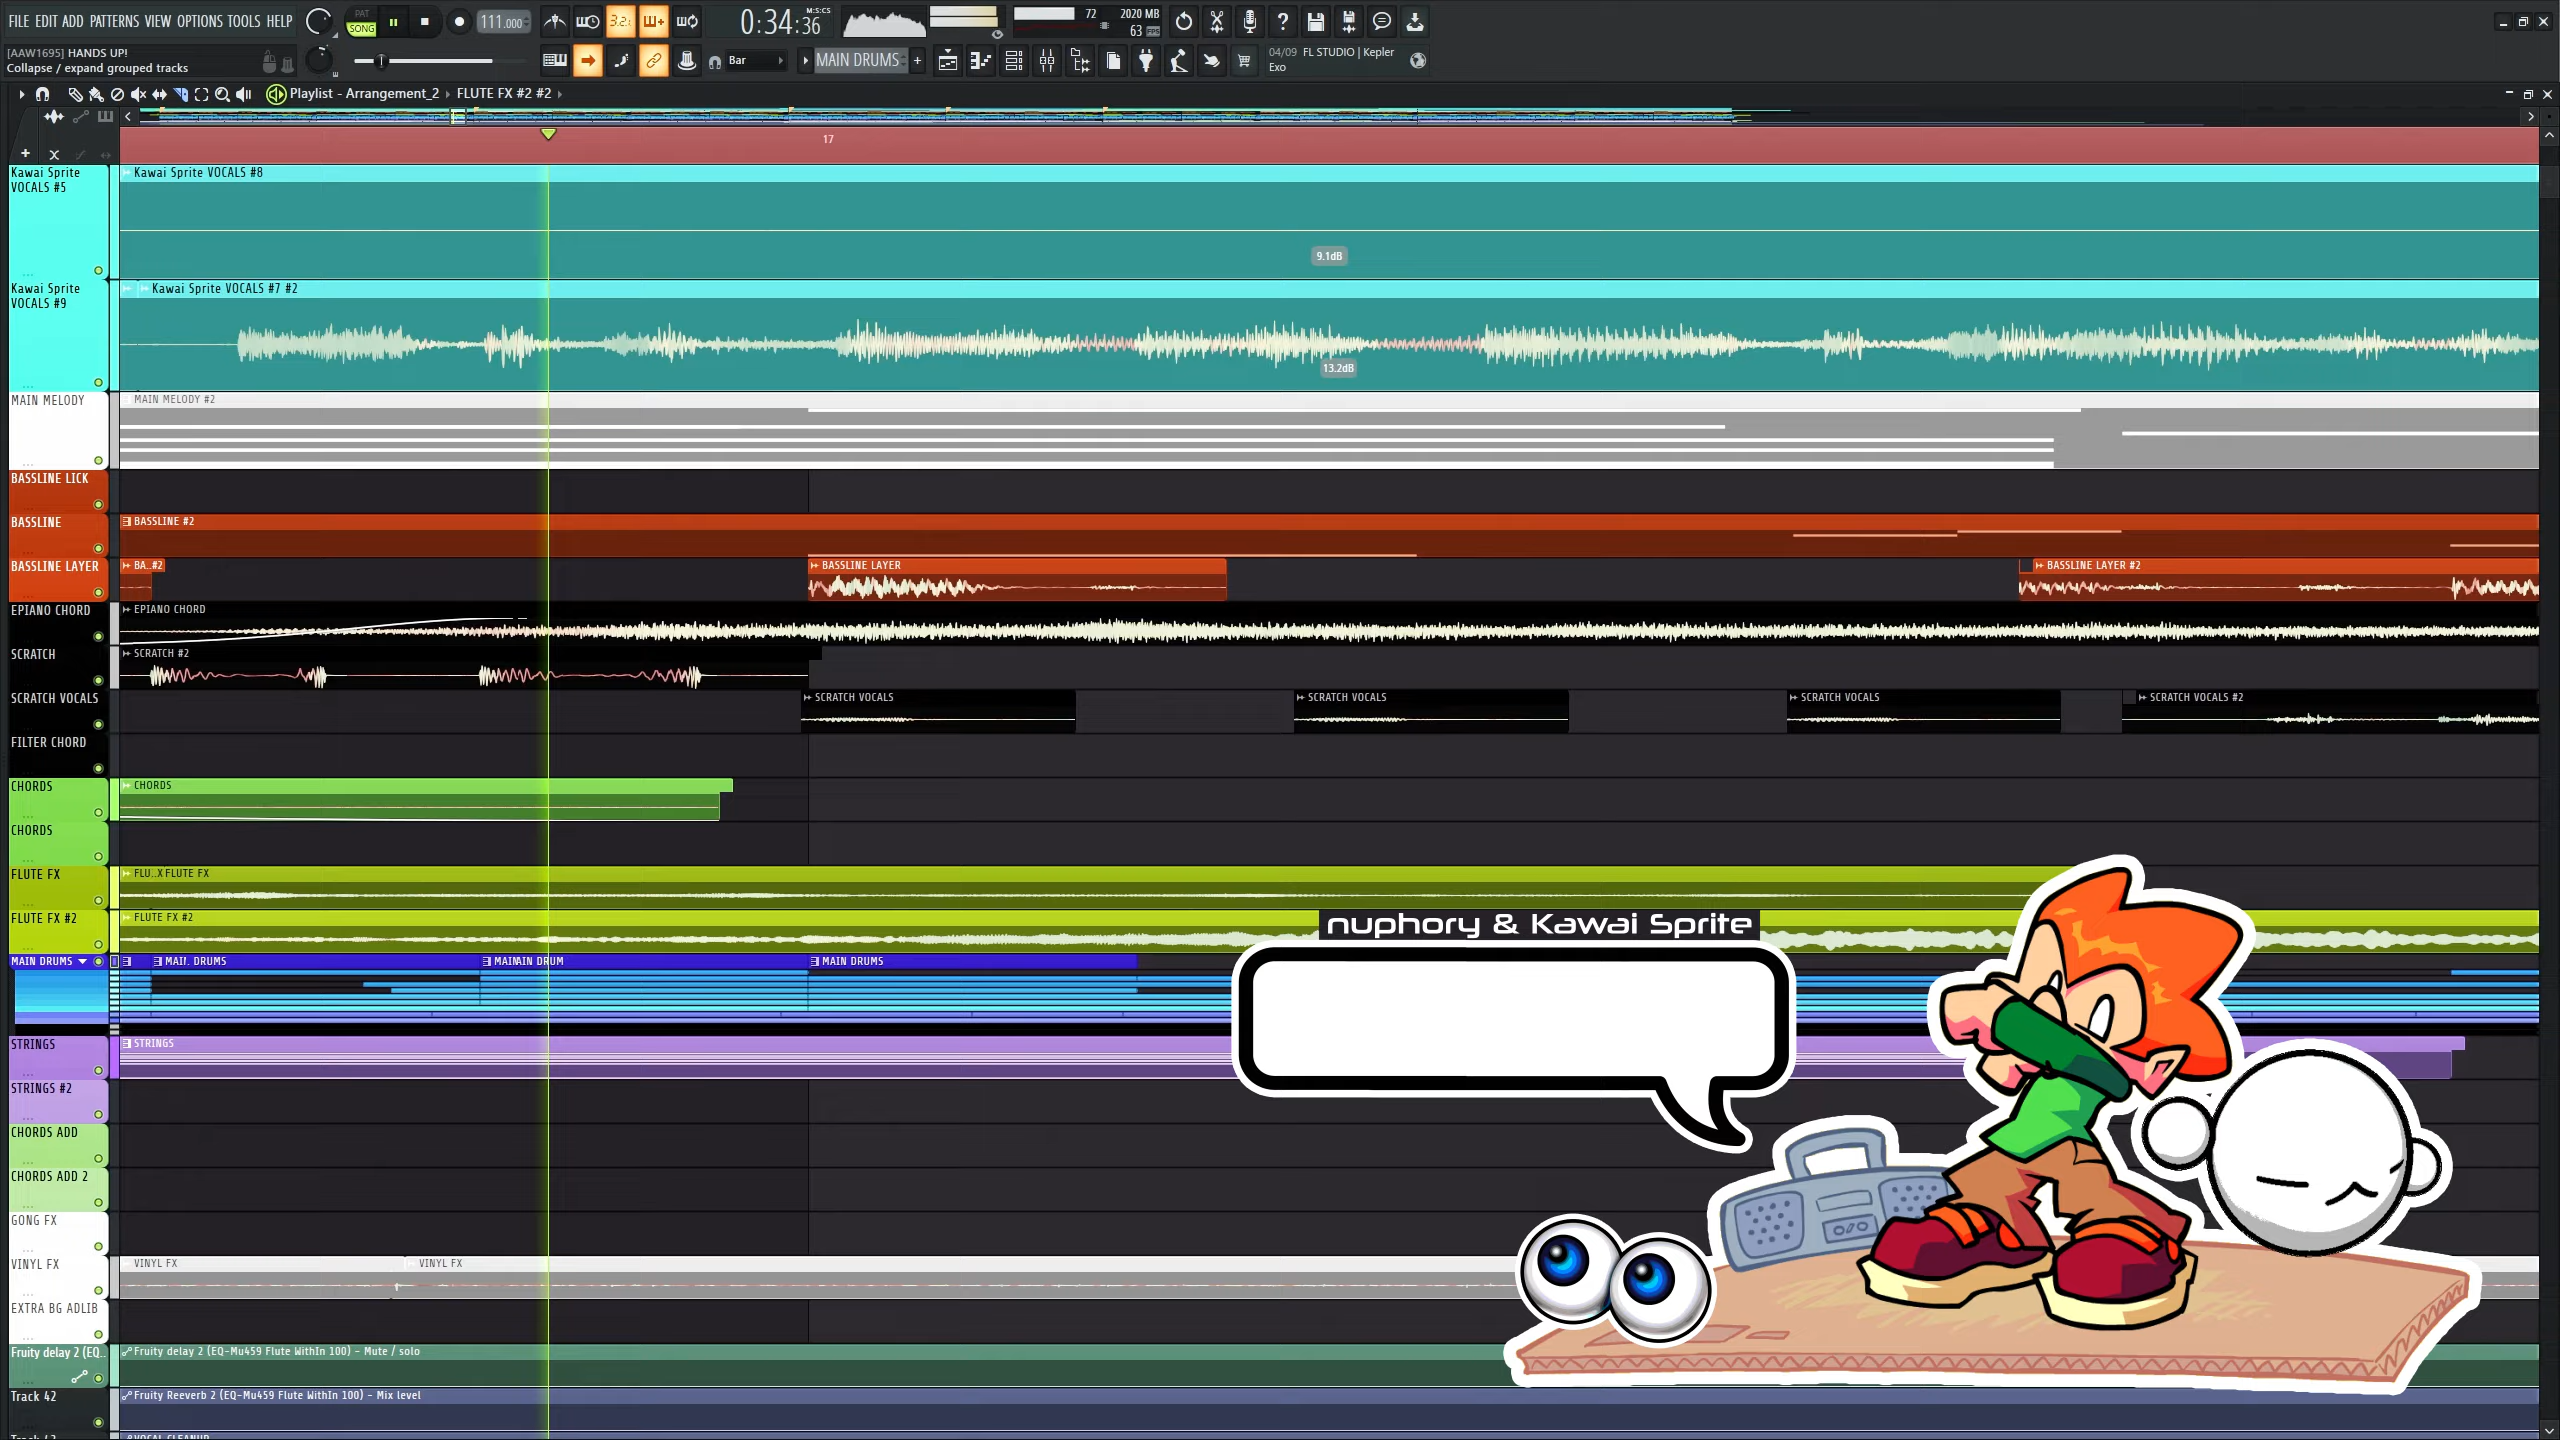 FILE EDIT ADD PATTERNS VIEW OPTIONS TOOLS HELP
PAT
SONG
111.000
3.2.1
0:34:36
M:S:CS
72
2020 MB
63
[AAW1695] HANDS UP!
Collapse / expand grouped tracks
Bar
MAIN DRUMS
04/09 FL STUDIO | Kepler
Exo
Playlist - Arrangement_2 › FLUTE FX #2 #2 ›
17
Kawai Sprite
VOCALS #5
Kawai Sprite VOCALS #8
9.1dB
Kawai Sprite
VOCALS #9
Kawai Sprite VOCALS #7 #2
13.2dB
MAIN MELODY
MAIN MELODY #2
BASSLINE LICK
BASSLINE
BASSLINE #2
BASSLINE LAYER
BA..#2
BASSLINE LAYER
BASSLINE LAYER #2
EPIANO CHORD
EPIANO CHORD
SCRATCH
SCRATCH #2
SCRATCH VOCALS
SCRATCH VOCALS
SCRATCH VOCALS
SCRATCH VOCALS
SCRATCH VOCALS #2
FILTER CHORD
CHORDS
CHORDS
CHORDS
FLUTE FX
FLU..X FLUTE FX
FLUTE FX #2
FLUTE FX #2
nuphory & Kawai Sprite
MAIN DRUMS
MAIN DRUMS
STRINGS
STRINGS
STRINGS #2
CHORDS ADD
CHORDS ADD 2
GONG FX
VINYL FX
VINYL FX
VINYL FX
EXTRA BG ADLIB
Fruity delay 2 (EQ..
Fruity delay 2 (EQ-Mu459 Flute WithIn 100) - Mute / solo
Track 42
Fruity Reeverb 2 (EQ-Mu459 Flute WithIn 100) - Mix level